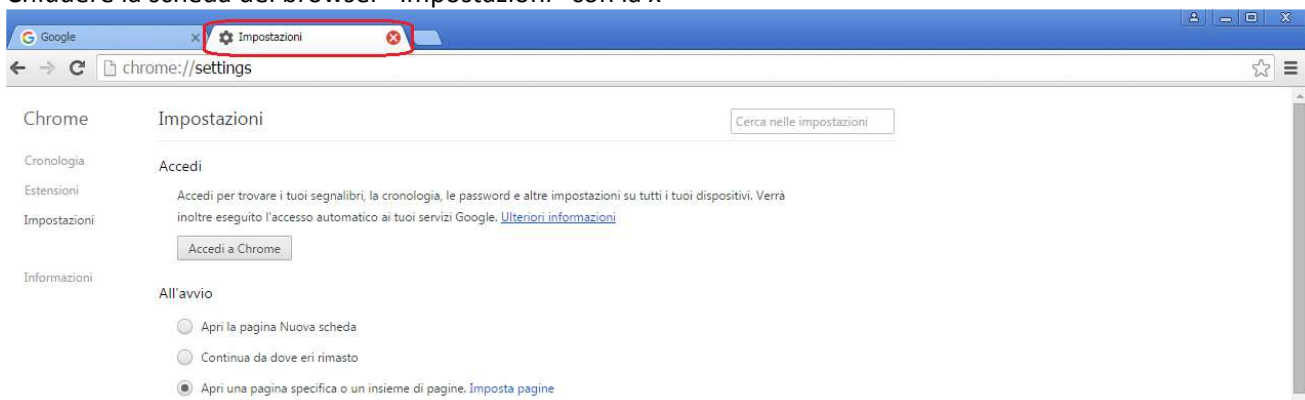 Chiudere la scheda del browser "Impostazioni" con la x
Google
Impostazioni
chrome://settings
Chrome
Impostazioni
Cerca nelle impostazioni
Cronologia
Accedi
Estensioni
Accedi per trovare i tuoi segnalibri, la cronologia, le password e altre impostazioni su tutti i tuoi dispositivi. Verrà
Impostazioni
inoltre eseguito l'accesso automatico ai tuoi servizi Google. Ulteriori informazioni
Accedi a Chrome
Informazioni
All'avvio
Apri la pagina Nuova scheda
Continua da dove eri rimasto
Apri una pagina specifica o un insieme di pagine. Imposta pagine